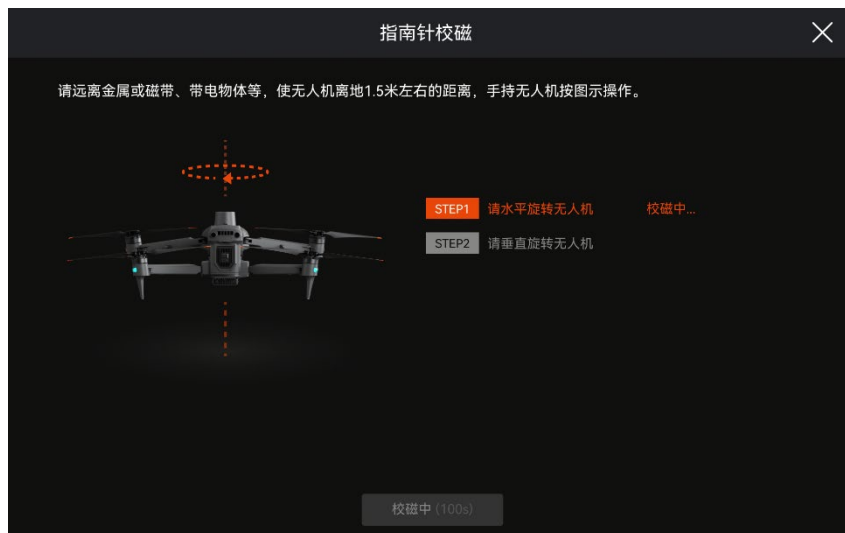 指南针校磁
请远离金属或磁带、带电物体等，使无人机离地1.5米左右的距离，手持无人机按图示操作。
STEP1 请水平旋转无人机 校磁中...
STEP2 请垂直旋转无人机
校磁中 (100s)